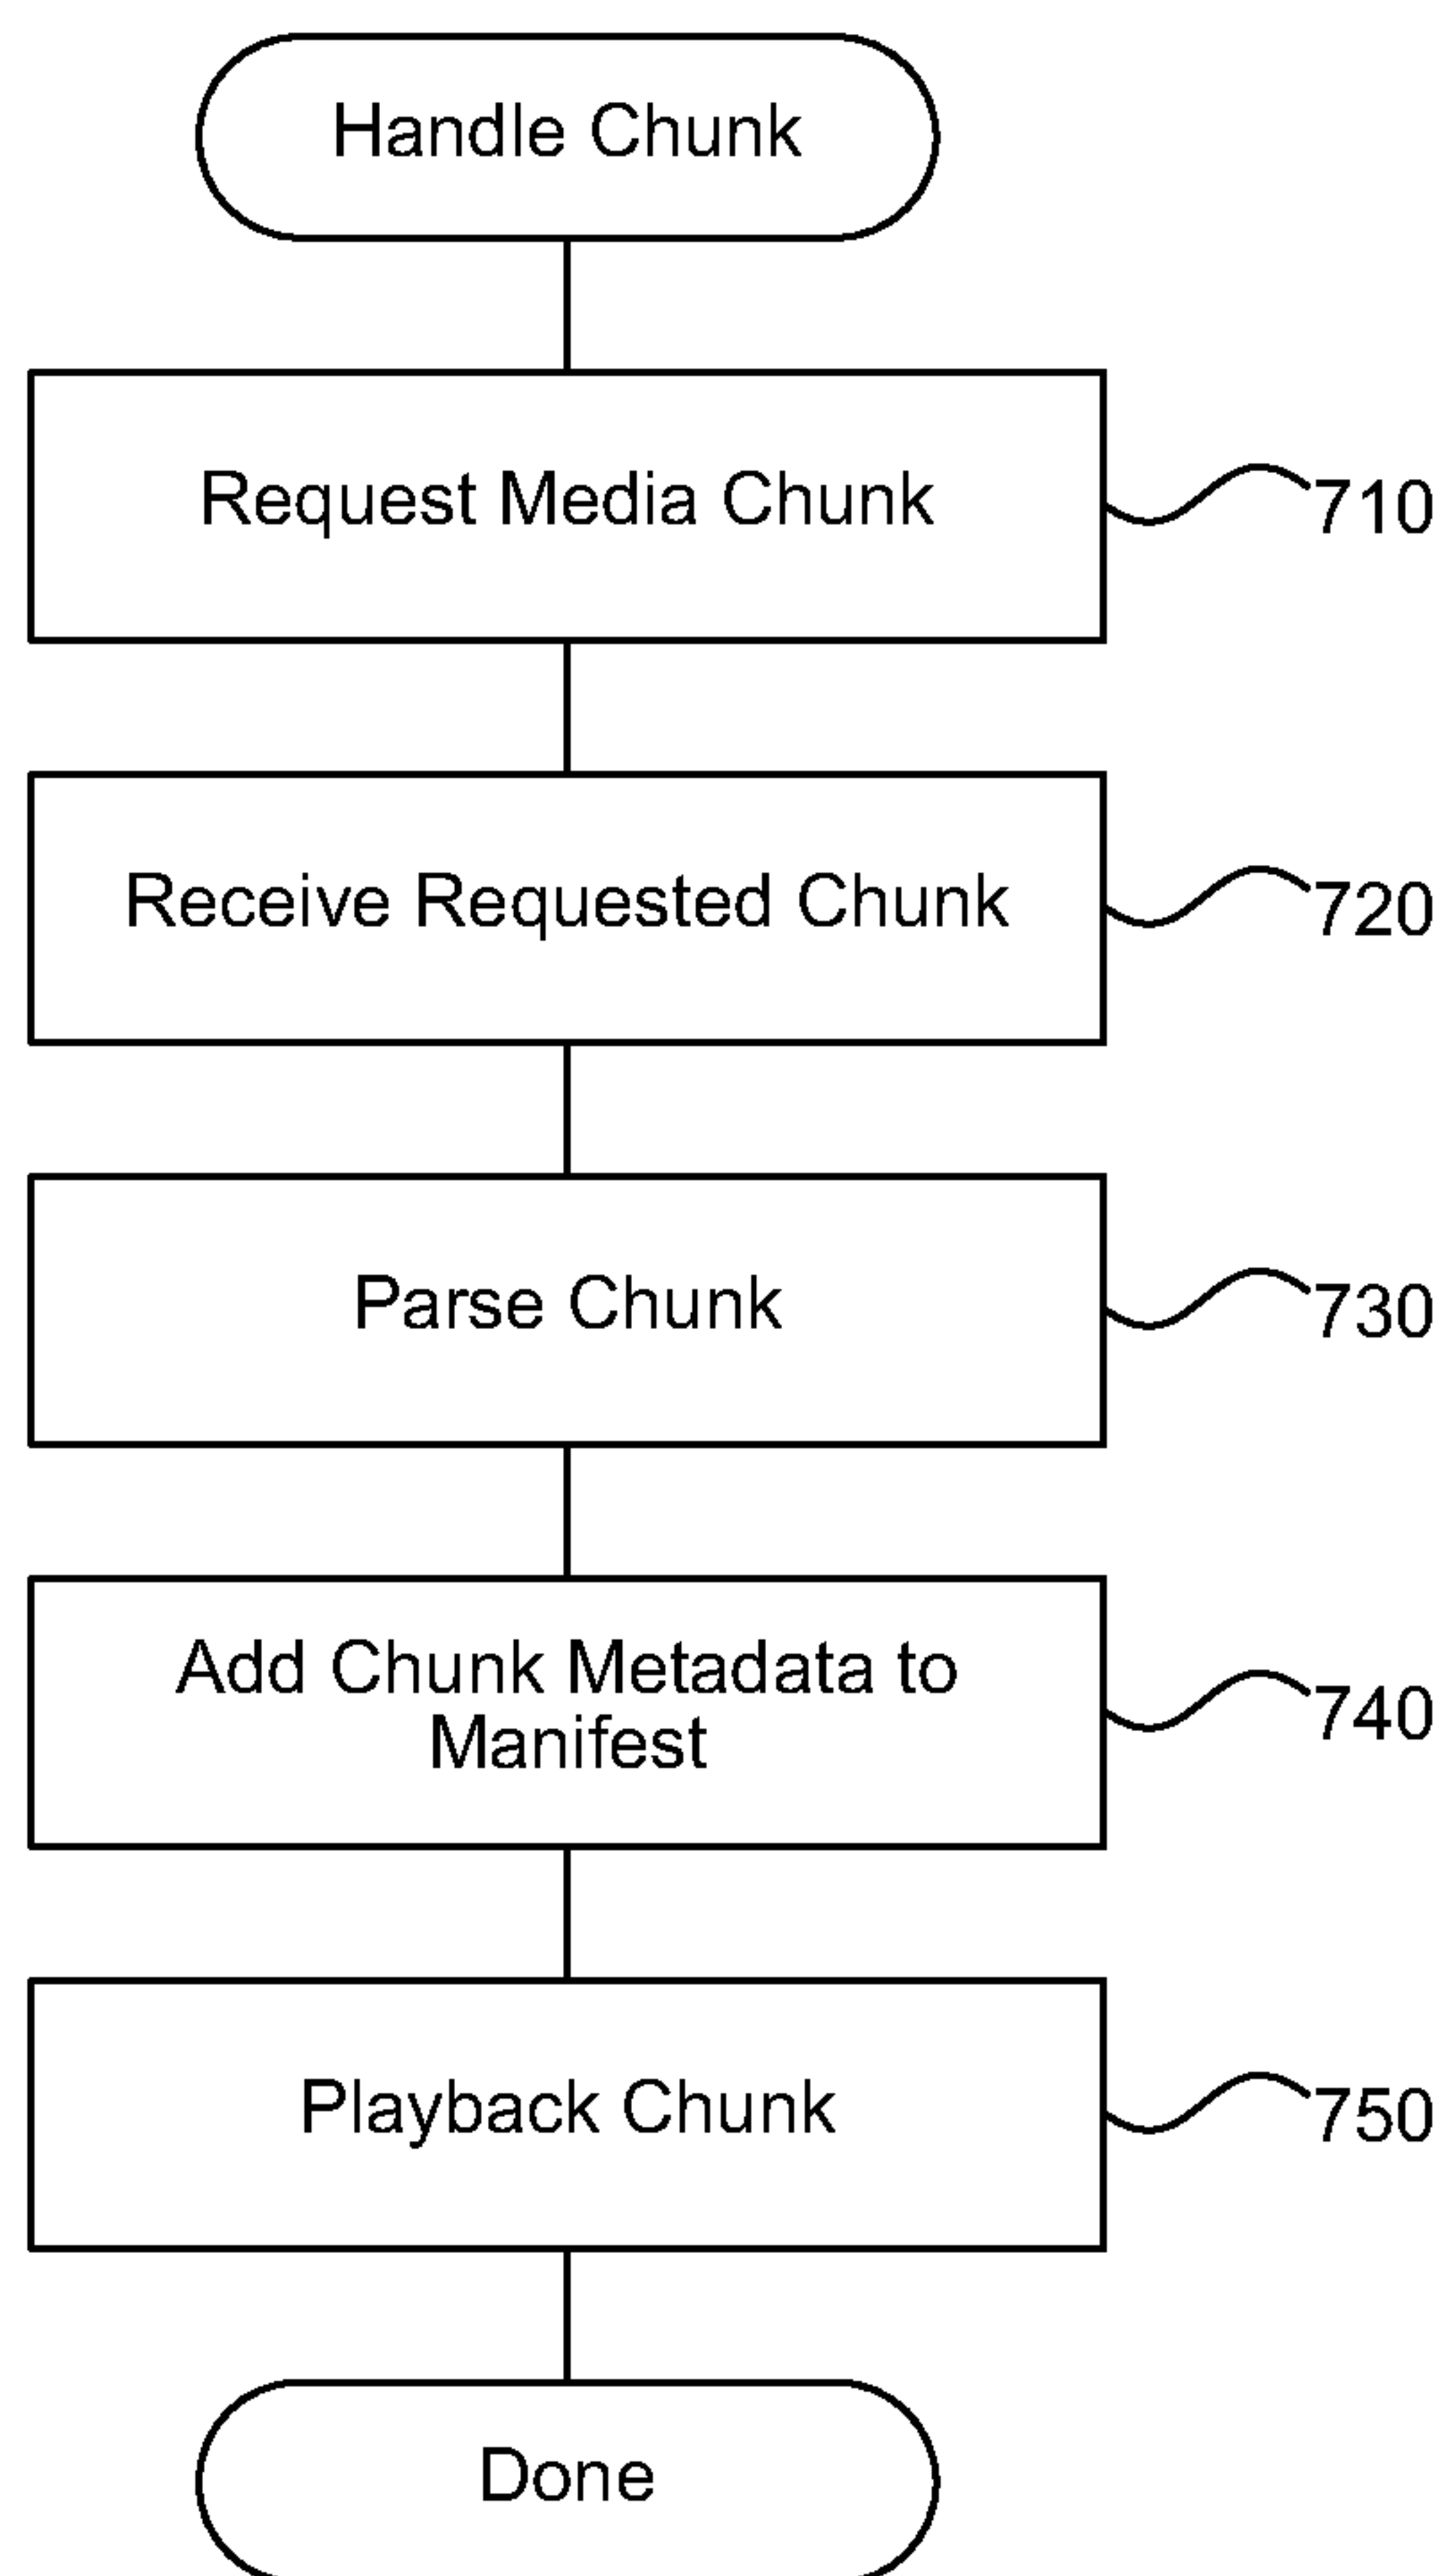 Handle Chunk
Request Media Chunk
710
Receive Requested Chunk
720
Parse Chunk
730
Add Chunk Metadata to
Manifest
740
Playback Chunk
750
Done